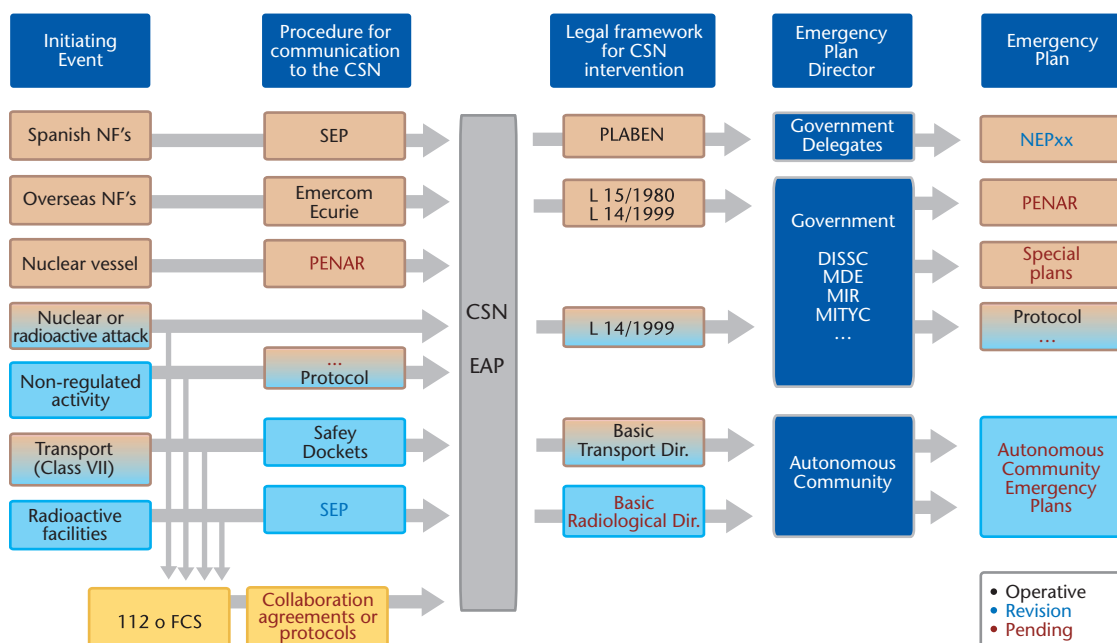 Initiating
Event
Procedure for
communication
to the CSN
Legal framework
for CSN
intervention
Emergency
Plan
Director
Emergency
Plan
Spanish NF's
SEP
PLABEN
Government
Delegates
NEPxx
Overseas NF's
Emercom
Ecurie
L 15/1980
L 14/1999
Government
DISSC
MDE
MIR
MITYC
...
PENAR
Nuclear vessel
PENAR
Special
plans
Nuclear or
radioactive attack
CSN
EAP
L 14/1999
Protocol
...
Non-regulated
activity
...
Protocol
Transport
(Class VII)
Safey
Dockets
Basic
Transport Dir.
Autonomous
Community
Autonomous
Community
Emergency
Plans
Radioactive
facilities
SEP
Basic
Radiological Dir.
112 o FCS
Collaboration
agreements or
protocols
• Operative
• Revision
• Pending